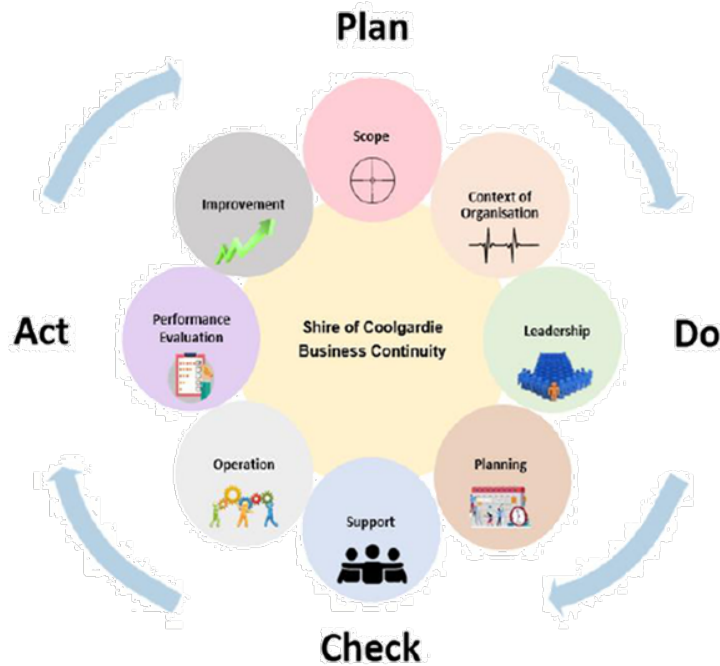 Plan
Scope
Context of
Organisation
Leadership
Planning
Support
Operation
Performance
Evaluation
Improvement
Shire of Coolgardie
Business Continuity
Do
Check
Act